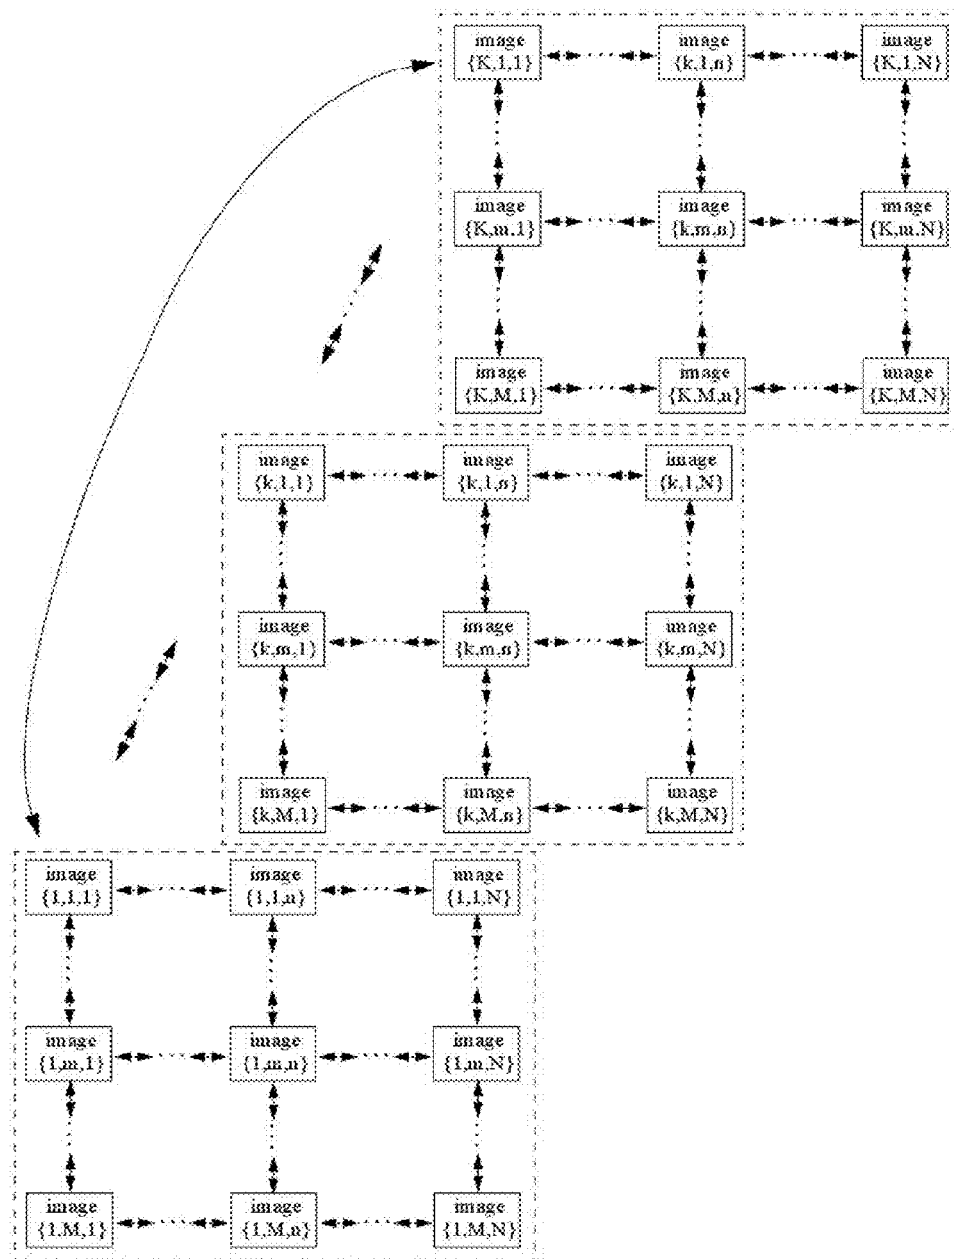 image
{K,1,1}
image
{k,1,n}
image
{K,1,N}
image
{K,m,1}
image
{k,m,n}
image
{K,m,N}
image
{K,M,1}
image
{K,M,n}
image
{K,M,N}
image
{k,1,1}
image
{k,1,n}
image
{k,1,N}
image
{k,m,1}
image
{k,m,n}
image
{k,m,N}
image
{k,M,1}
image
{k,M,n}
image
{k,M,N}
image
{1,1,1}
image
{1,1,n}
image
{1,1,N}
image
{1,m,1}
image
{1,m,n}
image
{1,m,N}
image
{1,M,1}
image
{1,M,n}
image
{1,M,N}